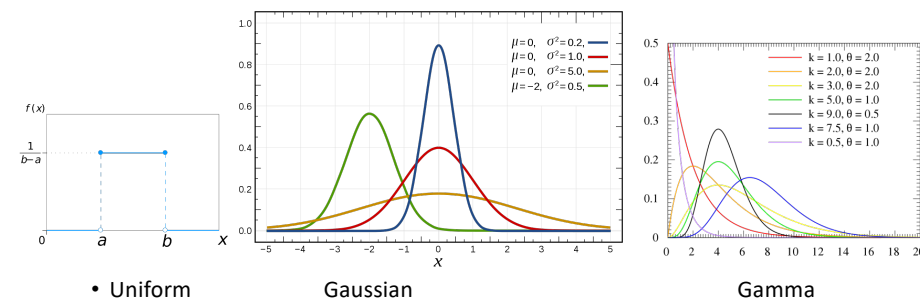 f(x)
1
b−a
0
a
b
x
1.0
0.8
0.6
0.4
0.2
0.0
−5 −4 −3 −2 −1 0 1 2 3 4 5
x
μ=0, σ²=0.2,
μ=0, σ²=1.0,
μ=0, σ²=5.0,
μ=−2, σ²=0.5,
0.5
0.4
0.3
0.2
0.1
0
0 2 4 6 8 10 12 14 16 18 20
k = 1.0, θ = 2.0
k = 2.0, θ = 2.0
k = 3.0, θ = 2.0
k = 5.0, θ = 1.0
k = 9.0, θ = 0.5
k = 7.5, θ = 1.0
k = 0.5, θ = 1.0
• Uniform Gaussian Gamma